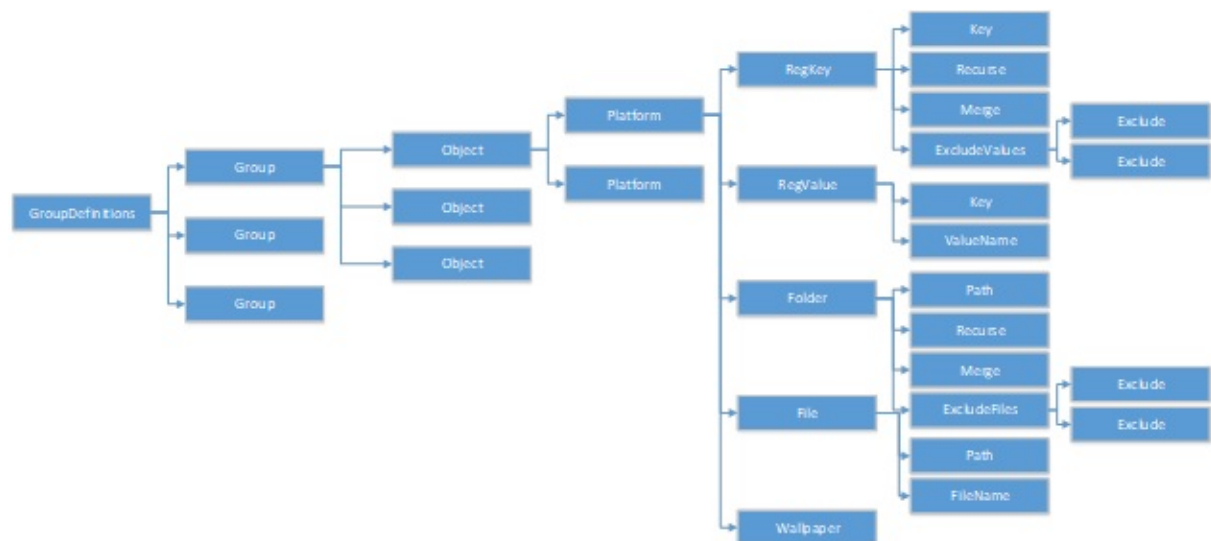 GroupDefinitions
Group
Group
Group
Object
Object
Object
Platform
Platform
RegKey
RegValue
Folder
File
Wallpaper
Key
Recurse
Merge
ExcludeValues
Key
ValueName
Path
Recurse
Merge
ExcludeFiles
Path
FileName
Exclude
Exclude
Exclude
Exclude